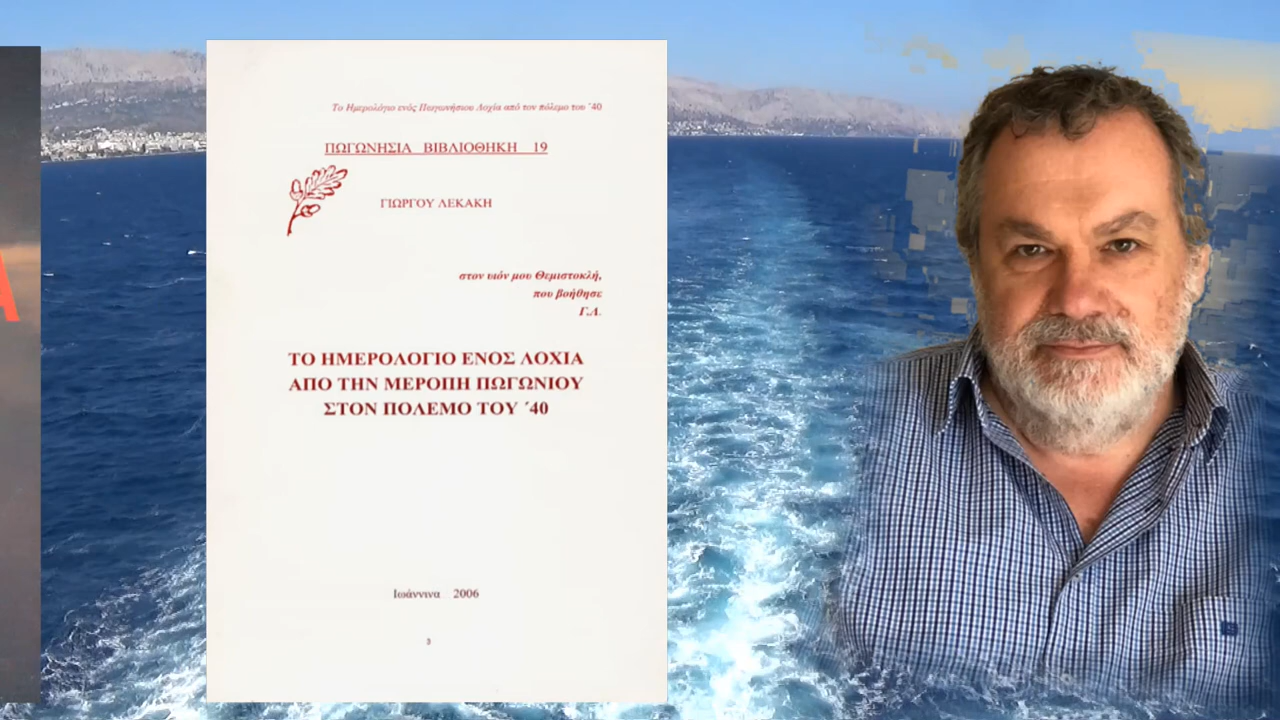 Το Ημερολόγιο ενός Πωγωνήσιου Λοχία από τον πόλεμο του ΄40
ΠΩΓΩΝΗΣΙΑ ΒΙΒΛΙΟΘΗΚΗ 19
ΓΙΩΡΓΟΥ ΛΕΚΑΚΗ
στον υιόν μου Θεμιστοκλή,
που βοήθησε
Γ.Λ.
ΤΟ ΗΜΕΡΟΛΟΓΙΟ ΕΝΟΣ ΛΟΧΙΑ
ΑΠΟ ΤΗΝ ΜΕΡΟΠΗ ΠΩΓΩΝΙΟΥ
ΣΤΟΝ ΠΟΛΕΜΟ ΤΟΥ ΄40
Ιωάννινα 2006
3